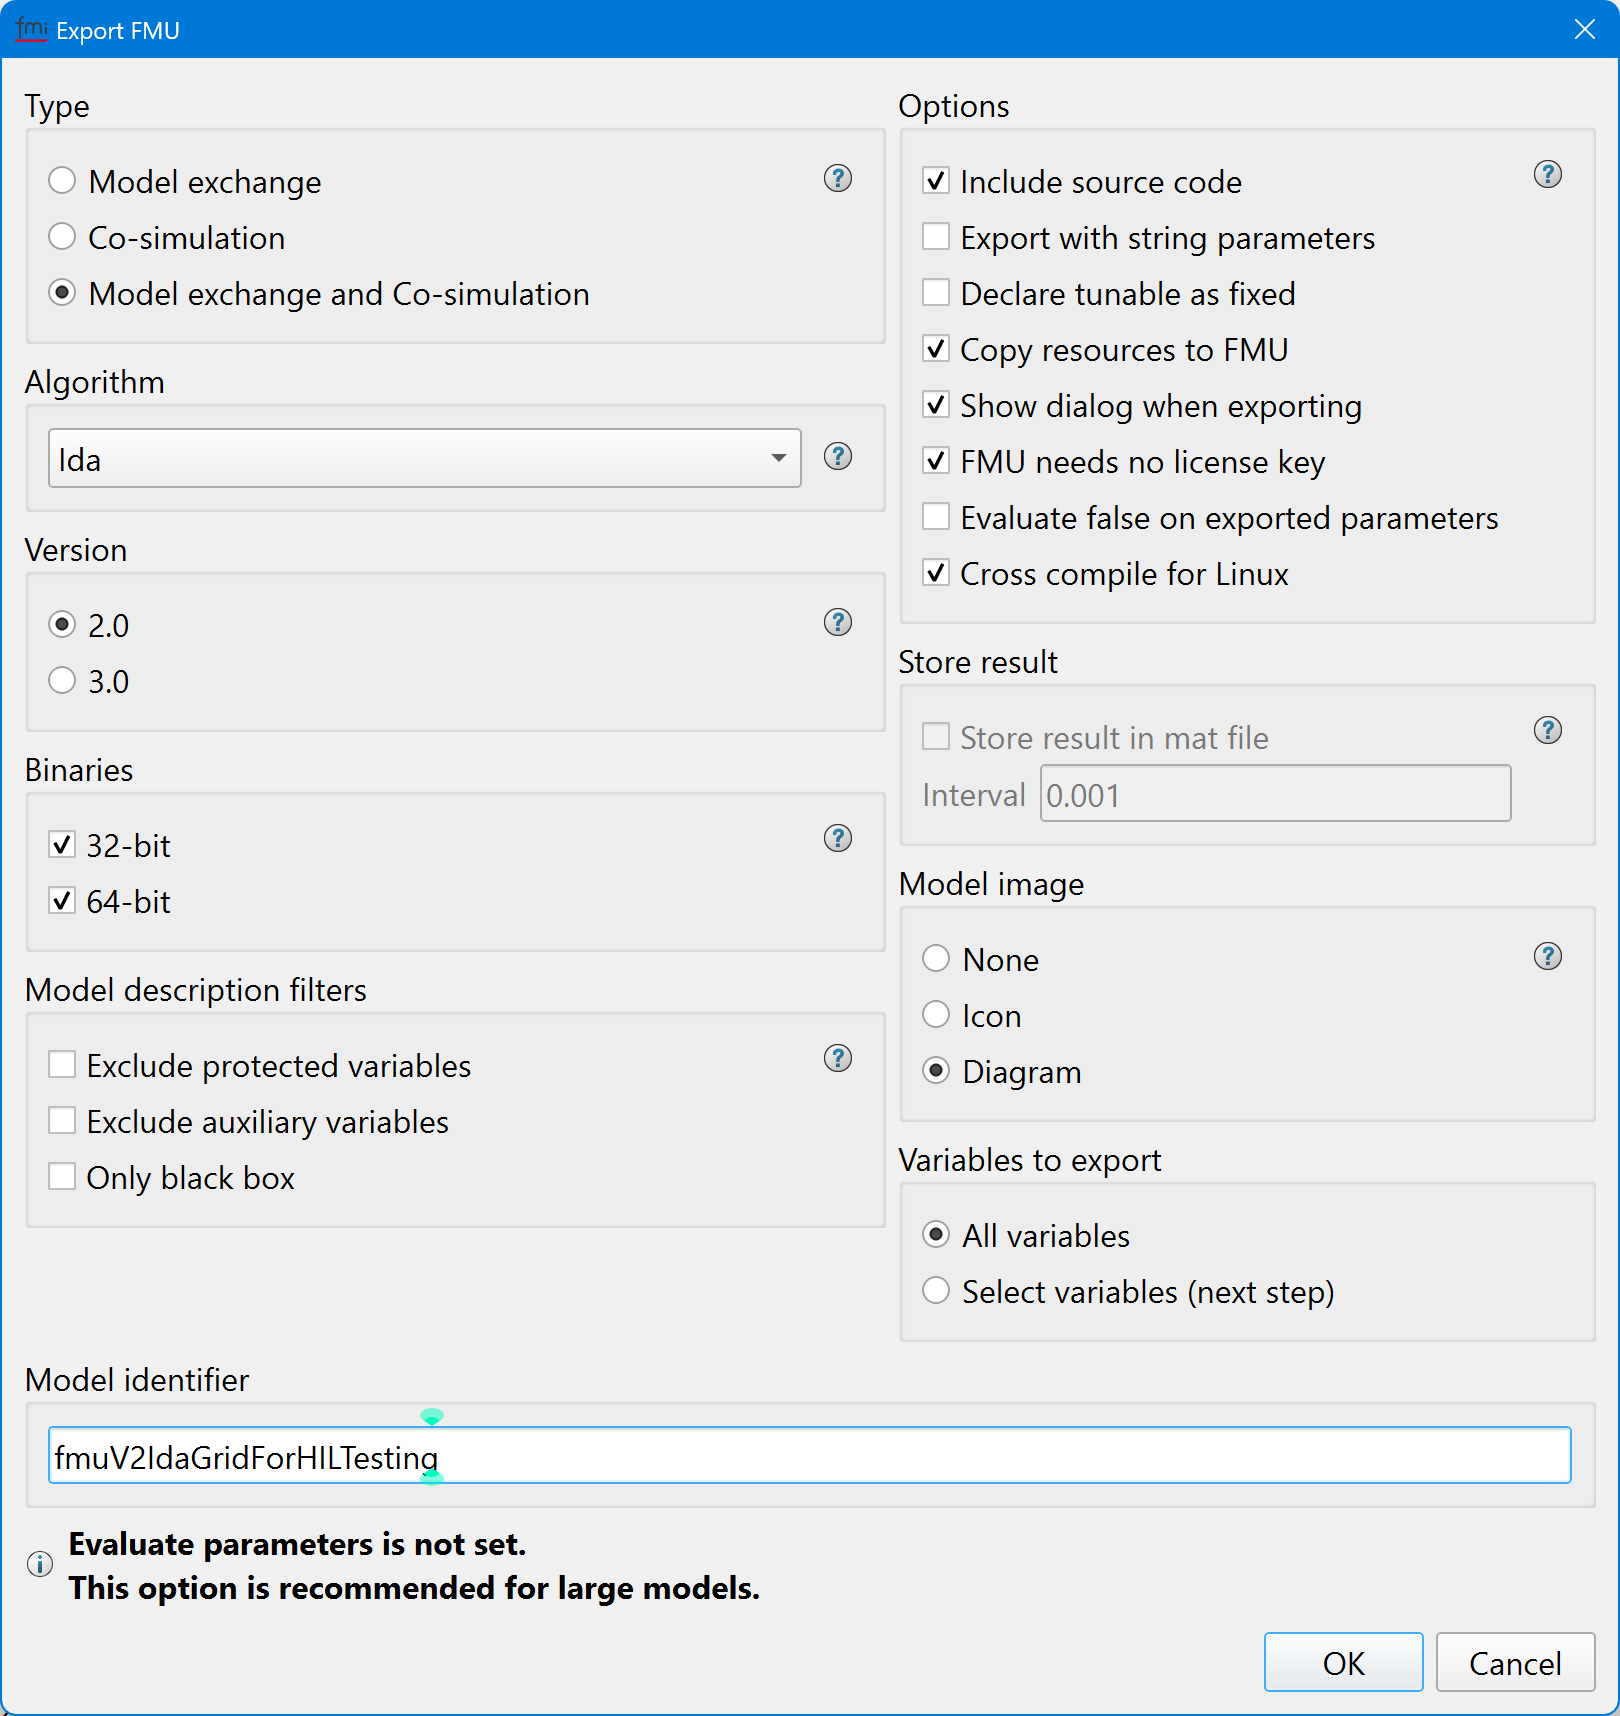 fmi Export FMU
Type
Model exchange
Co-simulation
Model exchange and Co-simulation
Algorithm
Ida
Version
2.0
3.0
Binaries
32-bit
64-bit
Model description filters
Exclude protected variables
Exclude auxiliary variables
Only black box
Options
Include source code
Export with string parameters
Declare tunable as fixed
Copy resources to FMU
Show dialog when exporting
FMU needs no license key
Evaluate false on exported parameters
Cross compile for Linux
Store result
Store result in mat file
Interval 0.001
Model image
None
Icon
Diagram
Variables to export
All variables
Select variables (next step)
Model identifier
fmuV2IdaGridForHILTesting
Evaluate parameters is not set.
This option is recommended for large models.
OK Cancel